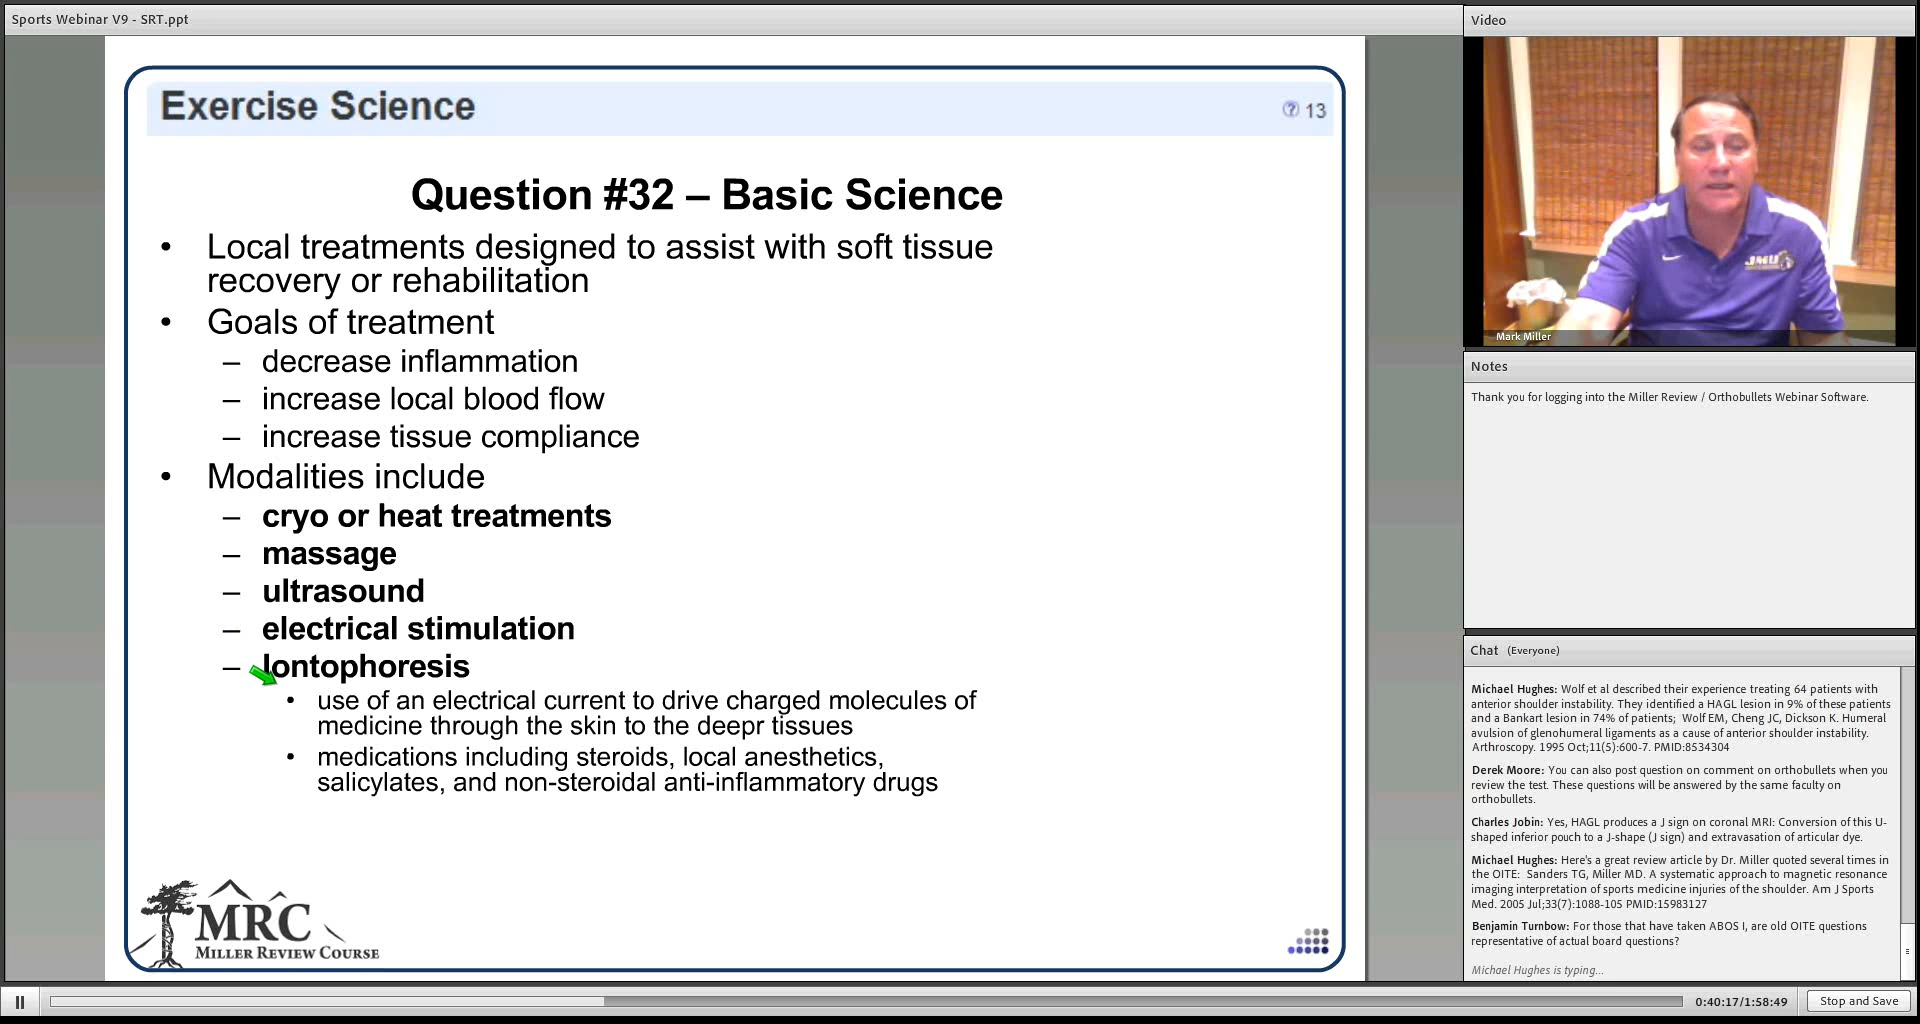 Sports Webinar V9 - SRT.ppt
Exercise Science
? 13
Question #32 – Basic Science
• Local treatments designed to assist with soft tissue
recovery or rehabilitation
• Goals of treatment
– decrease inflammation
– increase local blood flow
– increase tissue compliance
• Modalities include
– cryo or heat treatments
– massage
– ultrasound
– electrical stimulation
– Iontophoresis
• use of an electrical current to drive charged molecules of
medicine through the skin to the deepr tissues
• medications including steroids, local anesthetics,
salicylates, and non-steroidal anti-inflammatory drugs
MRC
MILLER REVIEW COURSE
Video
JMU
Mark Miller
Notes
Thank you for logging into the Miller Review / Orthobullets Webinar Software.
Chat (Everyone)
Michael Hughes: Wolf et al described their experience treating 64 patients with
anterior shoulder instability. They identified a HAGL lesion in 9% of these patients
and a Bankart lesion in 74% of patients; Wolf EM, Cheng JC, Dickson K. Humeral
avulsion of glenohumeral ligaments as a cause of anterior shoulder instability.
Arthroscopy. 1995 Oct;11(5):600-7. PMID:8534304
Derek Moore: You can also post question on comment on orthobullets when you
review the test. These questions will be answered by the same faculty on
orthobullets.
Charles Jobin: Yes, HAGL produces a J sign on coronal MRI: Conversion of this U-
shaped inferior pouch to a J-shape (J sign) and extravasation of articular dye.
Michael Hughes: Here's a great review article by Dr. Miller quoted several times in
the OITE: Sanders TG, Miller MD. A systematic approach to magnetic resonance
imaging interpretation of sports medicine injuries of the shoulder. Am J Sports
Med. 2005 Jul;33(7):1088-105 PMID:15983127
Benjamin Turnbow: For those that have taken ABOS I, are old OITE questions
representative of actual board questions?
Michael Hughes is typing...
0:40:17/1:58:49
Stop and Save